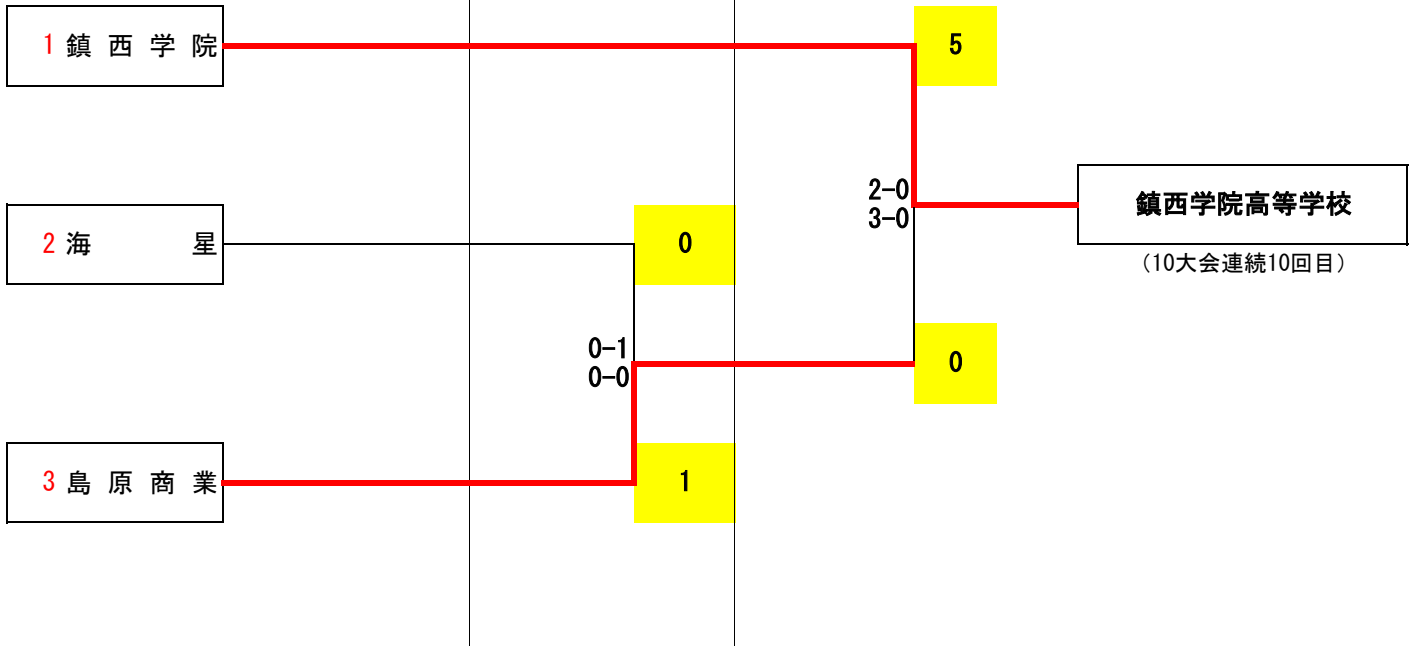 1 鎮西学院
5
2-0
3-0
鎮西学院高等学校
(10大会連続10回目)
2 海星
0
0-1
0-0
0
3 島原商業
1